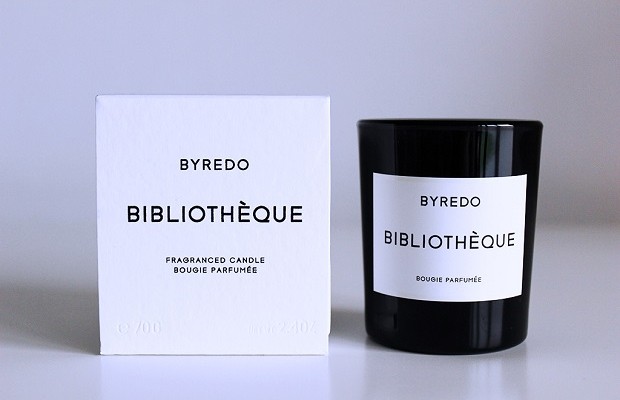 BYREDO
BIBLIOTHÈQUE
FRAGRANCED CANDLE
BOUGIE PARFUMÉE
BYREDO
BIBLIOTHÈQUE
BOUGIE PARFUMÉE